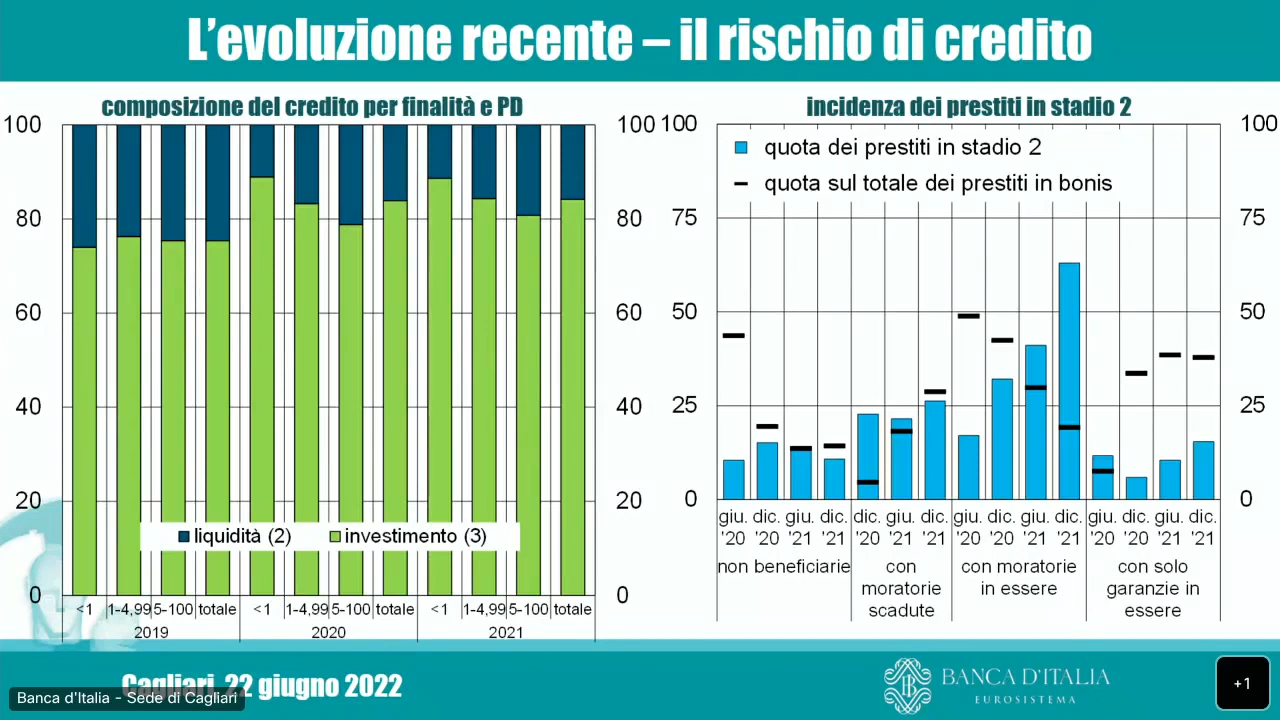 L'evoluzione recente – il rischio di credito
composizione del credito per finalità e PD
100
80
60
40
20
0
100
80
60
40
20
0
liquidità (2)
investimento (3)
<1 1-4,99 5-100 totale <1 1-4,99 5-100 totale <1 1-4,99 5-100 totale
2019 2020 2021
incidenza dei prestiti in stadio 2
100
75
50
25
0
100
75
50
25
0
quota dei prestiti in stadio 2
quota sul totale dei prestiti in bonis
giu. dic. giu. dic. dic. giu. dic. giu. dic. giu. dic. giu. dic. giu. dic.
'20 '20 '21 '21 '20 '21 '21 '20 '20 '21 '21 '20 '20 '21 '21
non beneficiarie
con
moratorie
scadute
con moratorie
in essere
con solo
garanzie in
essere
Cagliari, 22 giugno 2022
Banca d'Italia - Sede di Cagliari
BANCA D'ITALIA
EUROSISTEMA
+1